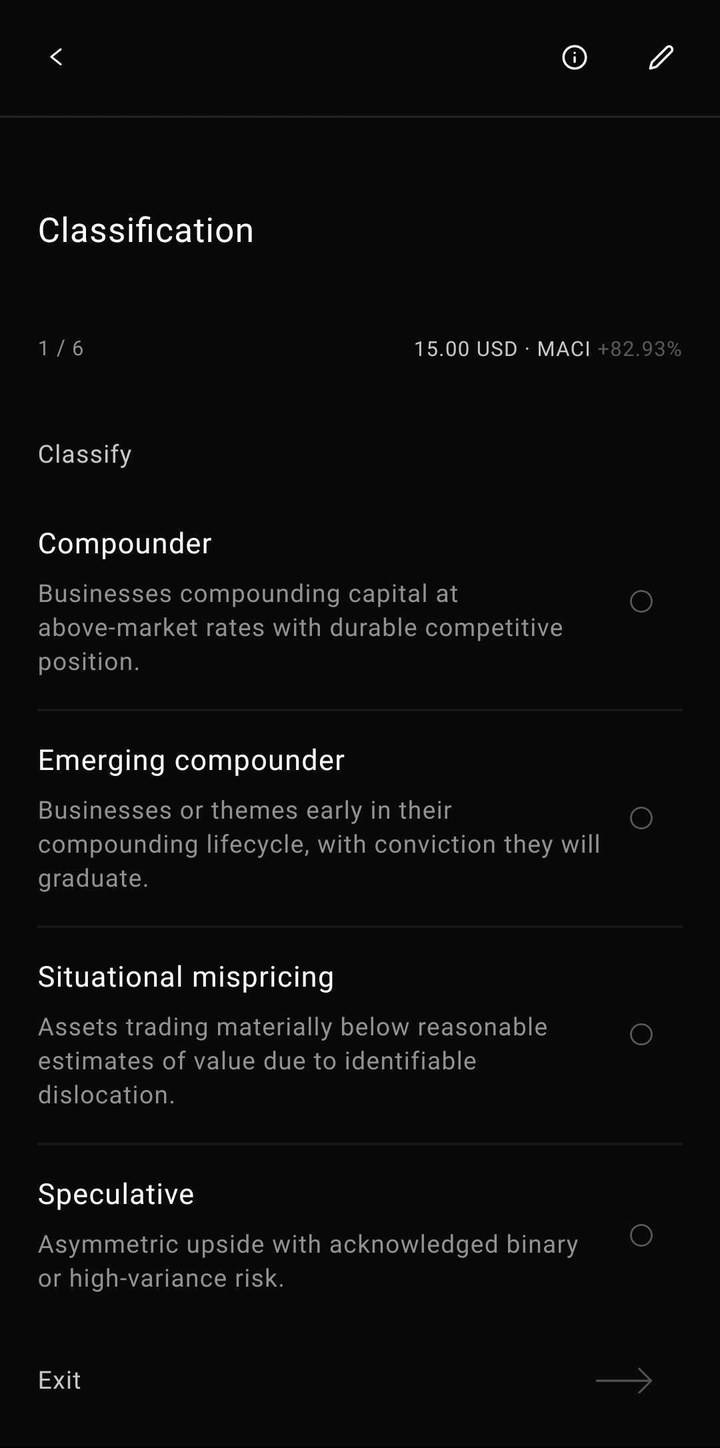 Classification
1 / 6
15.00 USD · MACI +82.93%
Classify
Compounder
Businesses compounding capital at
above-market rates with durable competitive
position.
Emerging compounder
Businesses or themes early in their
compounding lifecycle, with conviction they will
graduate.
Situational mispricing
Assets trading materially below reasonable
estimates of value due to identifiable
dislocation.
Speculative
Asymmetric upside with acknowledged binary
or high-variance risk.
Exit